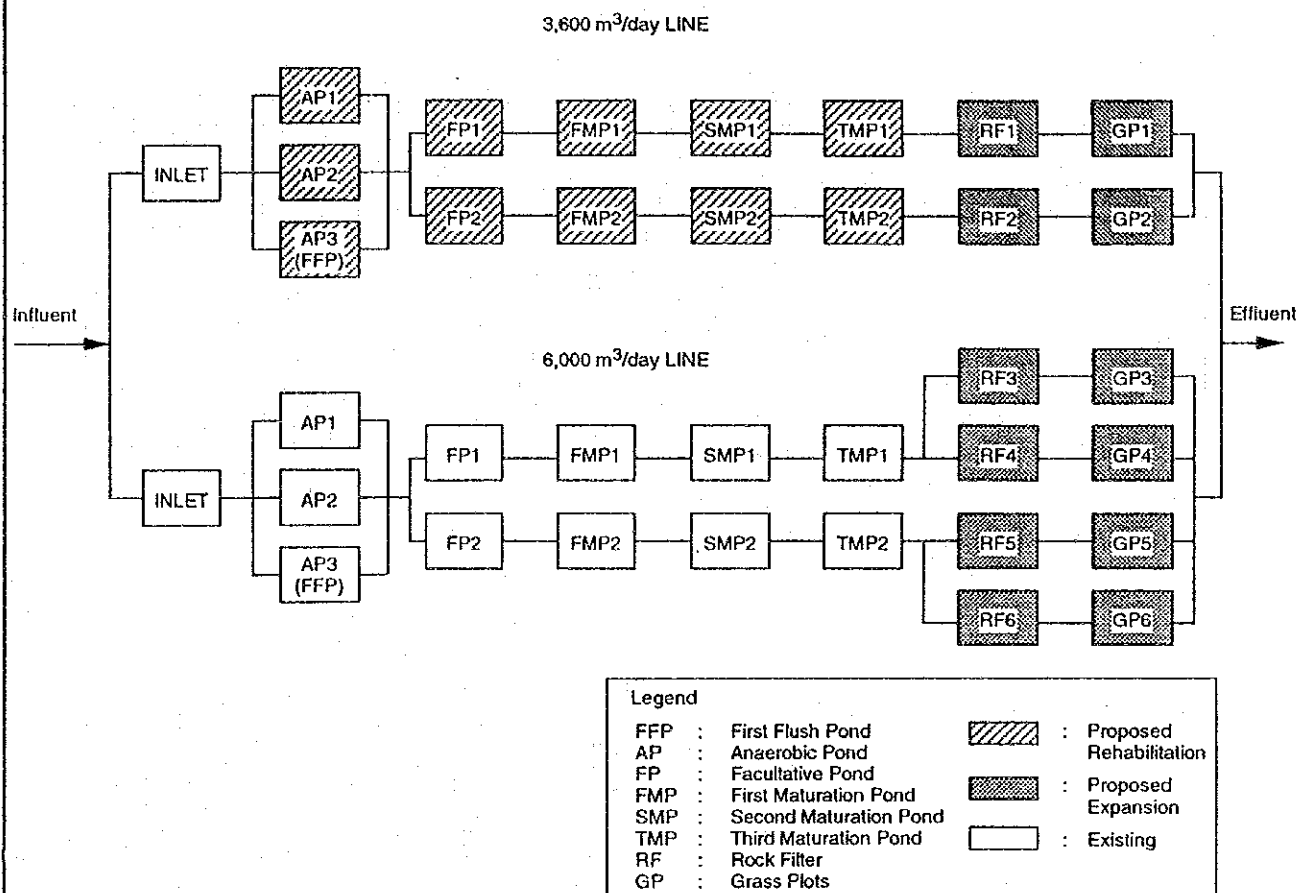 3,600 m³/day LINE
AP1
FP1 FMP1 SMP1 TMP1 RF1 GP1
INLET AP2
FP2 FMP2 SMP2 TMP2 RF2 GP2
AP3
(FFP)
Influent
Effluent
6,000 m³/day LINE
RF3 GP3
AP1
FP1 FMP1 SMP1 TMP1 RF4 GP4
INLET AP2
FP2 FMP2 SMP2 TMP2 RF5 GP5
AP3
(FFP)
RF6 GP6
Legend
FFP : First Flush Pond
AP : Anaerobic Pond
FP : Facultative Pond
FMP : First Maturation Pond
SMP : Second Maturation Pond
TMP : Third Maturation Pond
RF : Rock Filter
GP : Grass Plots
: Proposed
Rehabilitation
: Proposed
Expansion
: Existing